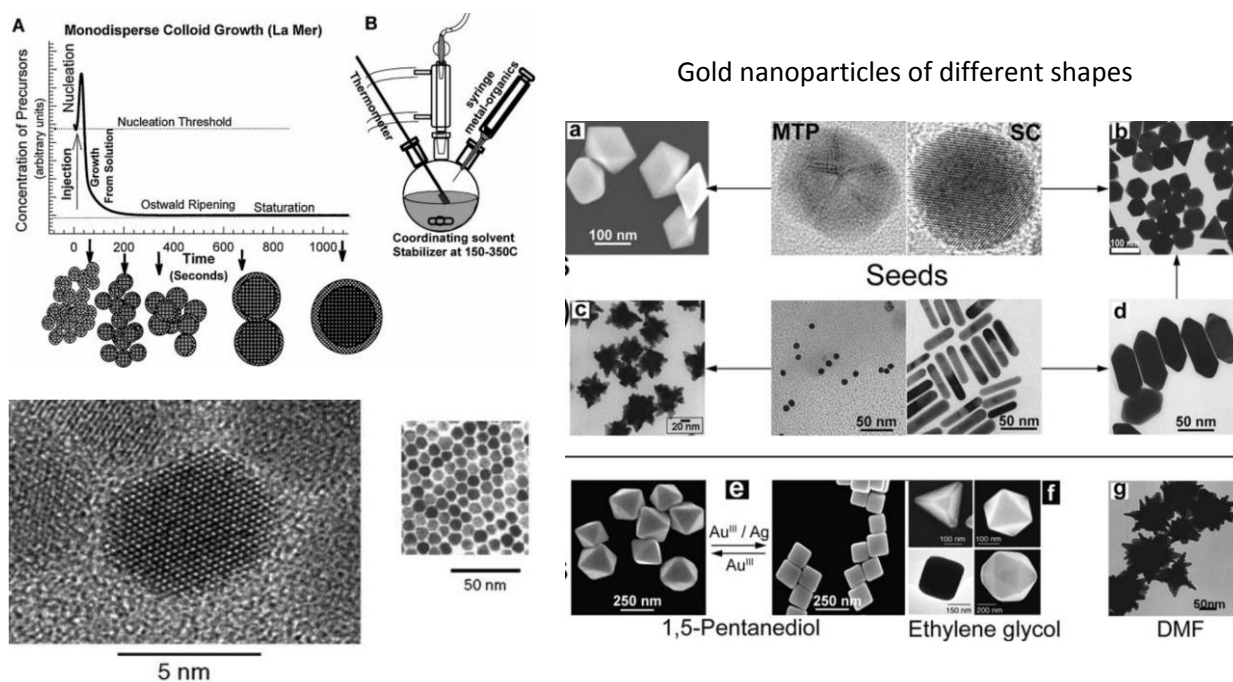 A
Monodisperse Colloid Growth (La Mer)
B
Concentration of Precursors
(arbitrary units)
Nucleation
Nucleation Threshold
Injection
Growth
From Solution
Ostwald Ripening
Staturation
0 200 400 600 800 1000
Time
(Seconds)
Thermometer
syringe
metal-organics
Coordinating solvent
Stabilizer at 150-350C
5 nm
50 nm
Gold nanoparticles of different shapes
a
100 nm
MTP
SC
b
100 nm
Seeds
c
20 nm
50 nm
50 nm
d
50 nm
250 nm
e
Au^III / Ag
Au^III
250 nm
1,5-Pentanediol
f
100 nm
100 nm
150 nm
200 nm
Ethylene glycol
g
50nm
DMF